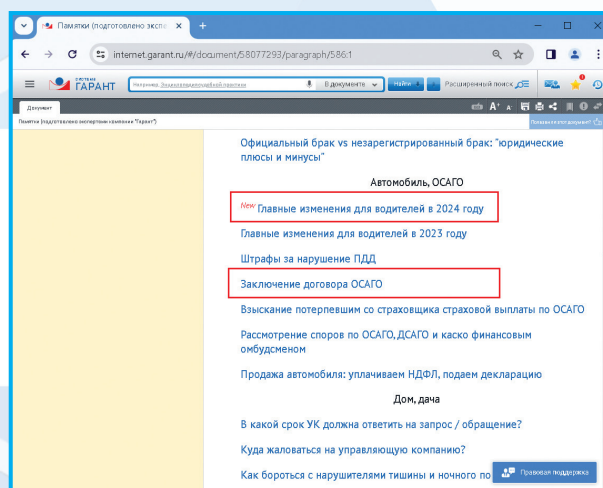 Памятки (подготовлено экспе
internet.garant.ru/#/document/58077293/paragraph/586:1
СИСТЕМА
ГАРАНТ
Например, Энциклопедия судебной практики
В документе
Найти
Расширенный поиск
Документ
Памятки (подготовлено экспертами компании "Гарант")
Официальный брак vs незарегистрированный брак: "юридические
плюсы и минусы"
Автомобиль, ОСАГО
New Главные изменения для водителей в 2024 году
Главные изменения для водителей в 2023 году
Штрафы за нарушение ПДД
Заключение договора ОСАГО
Взыскание потерпевшим со страховщика страховой выплаты по ОСАГО
Рассмотрение споров по ОСАГО, ДСАГО и каско финансовым
омбудсменом
Продажа автомобиля: уплачиваем НДФЛ, подаем декларацию
Дом, дача
В какой срок УК должна ответить на запрос / обращение?
Куда жаловаться на управляющую компанию?
Как бороться с нарушителями тишины и ночного по
Правовая поддержка